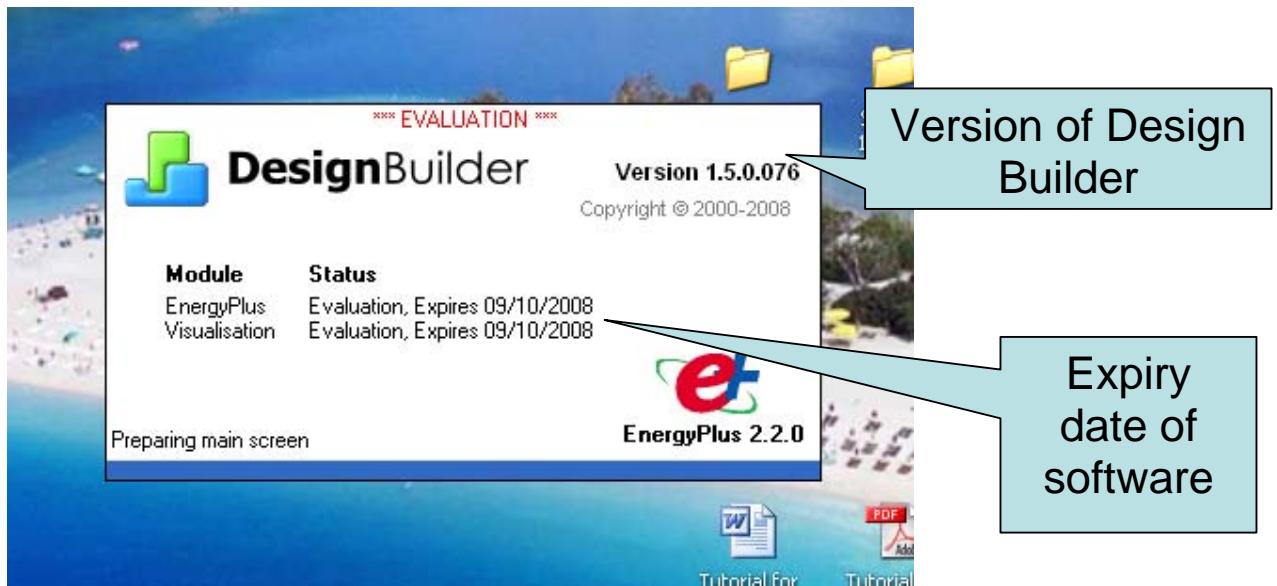 *** EVALUATION ***
DesignBuilder
Version 1.5.0.076
Copyright © 2000-2008
Version of Design
Builder
Module Status
EnergyPlus Evaluation, Expires 09/10/2008
Visualisation Evaluation, Expires 09/10/2008
e+
Preparing main screen
EnergyPlus 2.2.0
Expiry
date of
software
W
PDF
Adob
Tutorial for
Tutorial